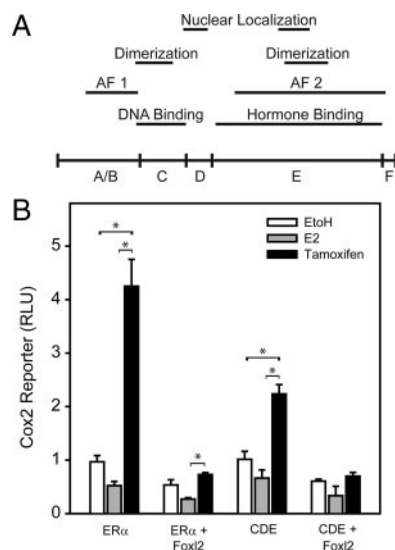 A
Nuclear Localization
Dimerization Dimerization
AF 1 AF 2
DNA Binding Hormone Binding
A/B C D E F
B
EtoH
E2
Tamoxifen
Cox2 Reporter (RLU)
5
4
3
2
1
0
* * * * *
ERα ERα + Foxl2 CDE CDE + Foxl2